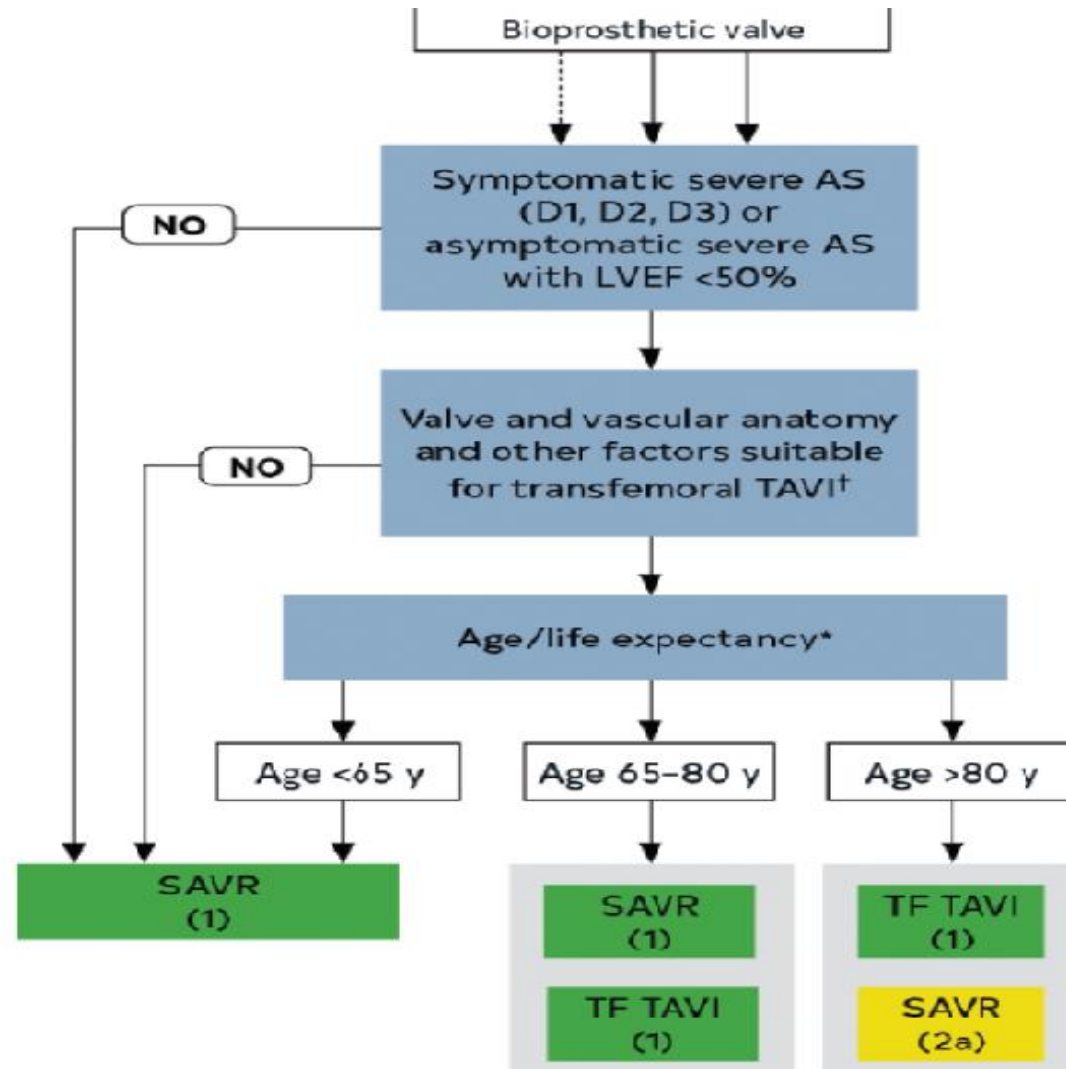 Bioprosthetic valve
Symptomatic severe AS
(D1, D2, D3) or
asymptomatic severe AS
with LVEF <50%
NO
Valve and vascular anatomy
and other factors suitable
for transfemoral TAVI†
NO
Age/life expectancy*
Age <65 y
Age 65–80 y
Age >80 y
SAVR
(1)
SAVR
(1)
TF TAVI
(1)
TF TAVI
(1)
SAVR
(2a)